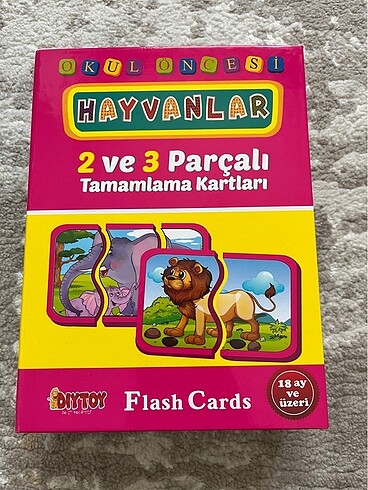 OKUL ÖNCESİ
HAYVANLAR
2 ve 3 Parçalı
Tamamlama Kartları
DIYTOY
Flash Cards
18 ay
ve
üzeri